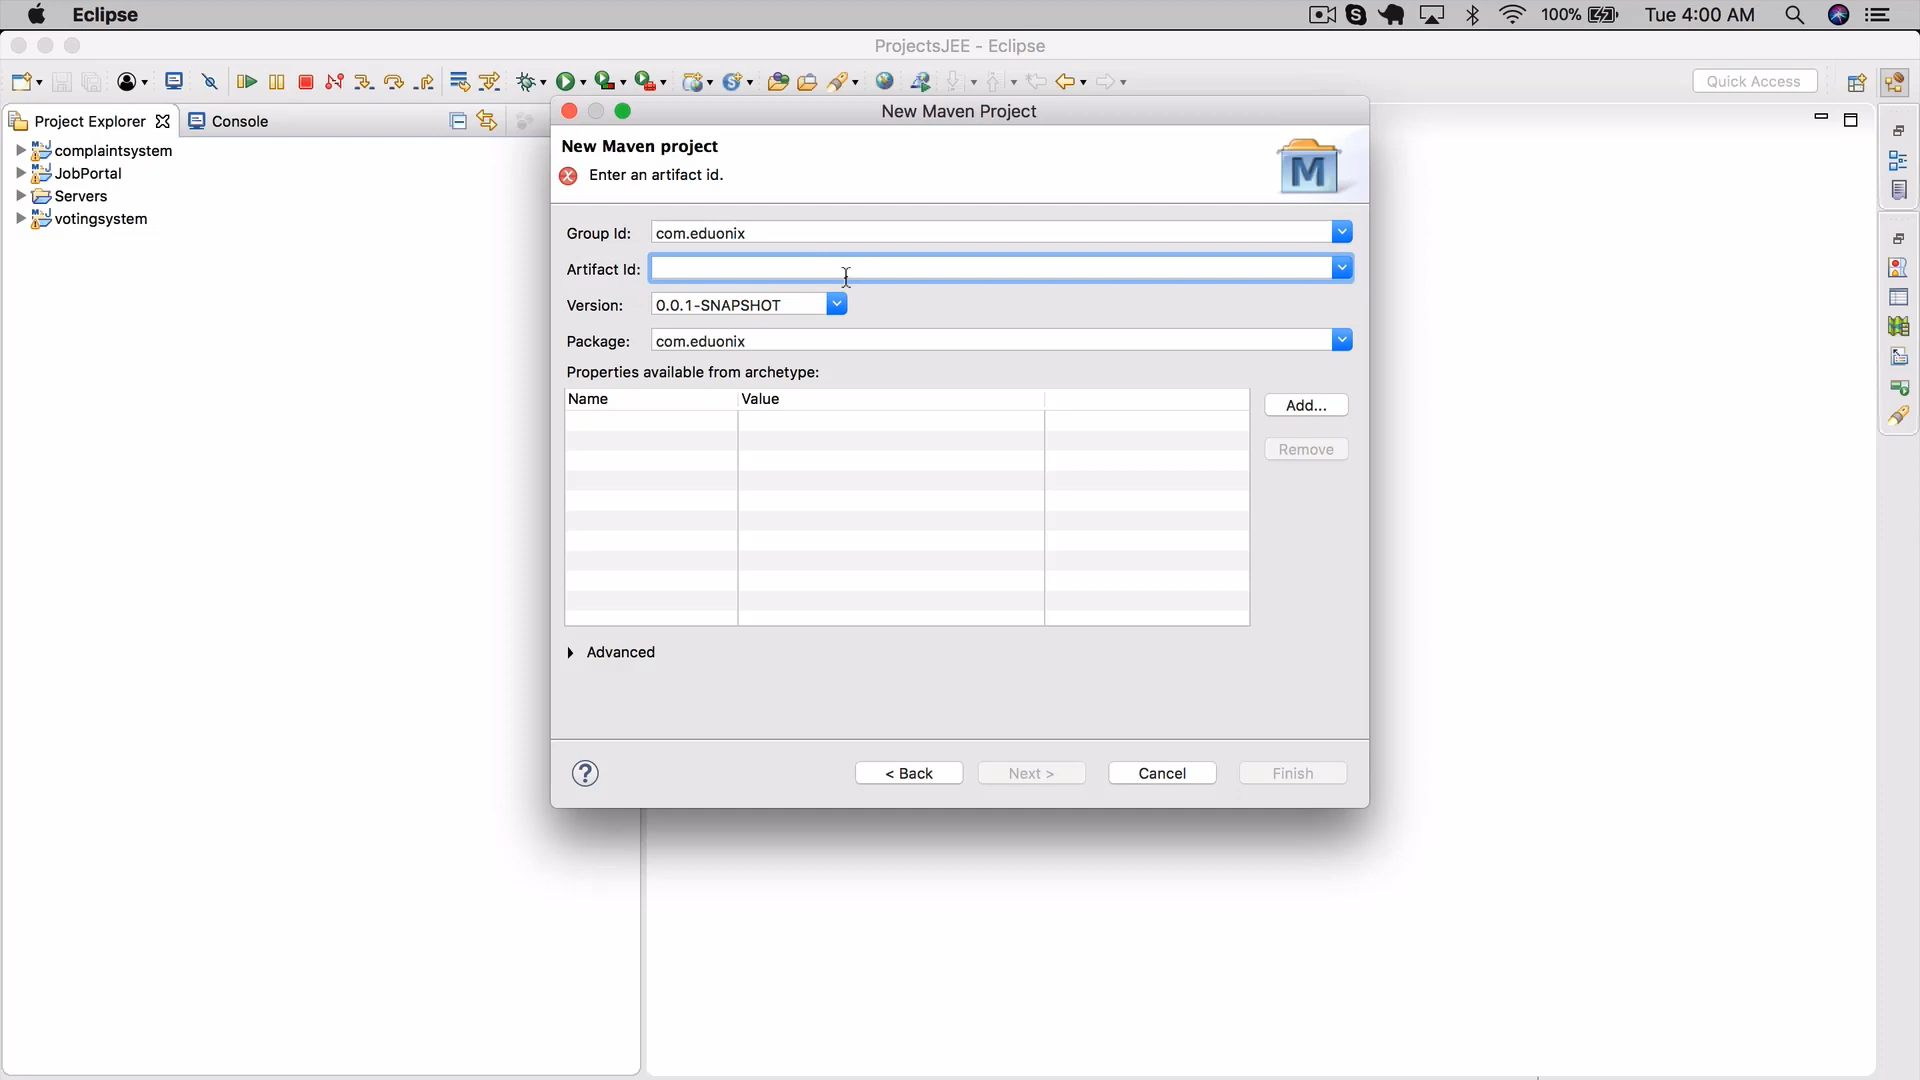 Eclipse 100% Tue 4:00 AM
ProjectsJEE - Eclipse
Quick Access
Project Explorer Console
complaintsystem
JobPortal
Servers
votingsystem
New Maven Project
New Maven project
Enter an artifact id.
M
Group Id: com.eduonix
Artifact Id:
Version: 0.0.1-SNAPSHOT
Package: com.eduonix
Properties available from archetype:
Name Value
Add...
Remove
Advanced
? < Back Next > Cancel Finish